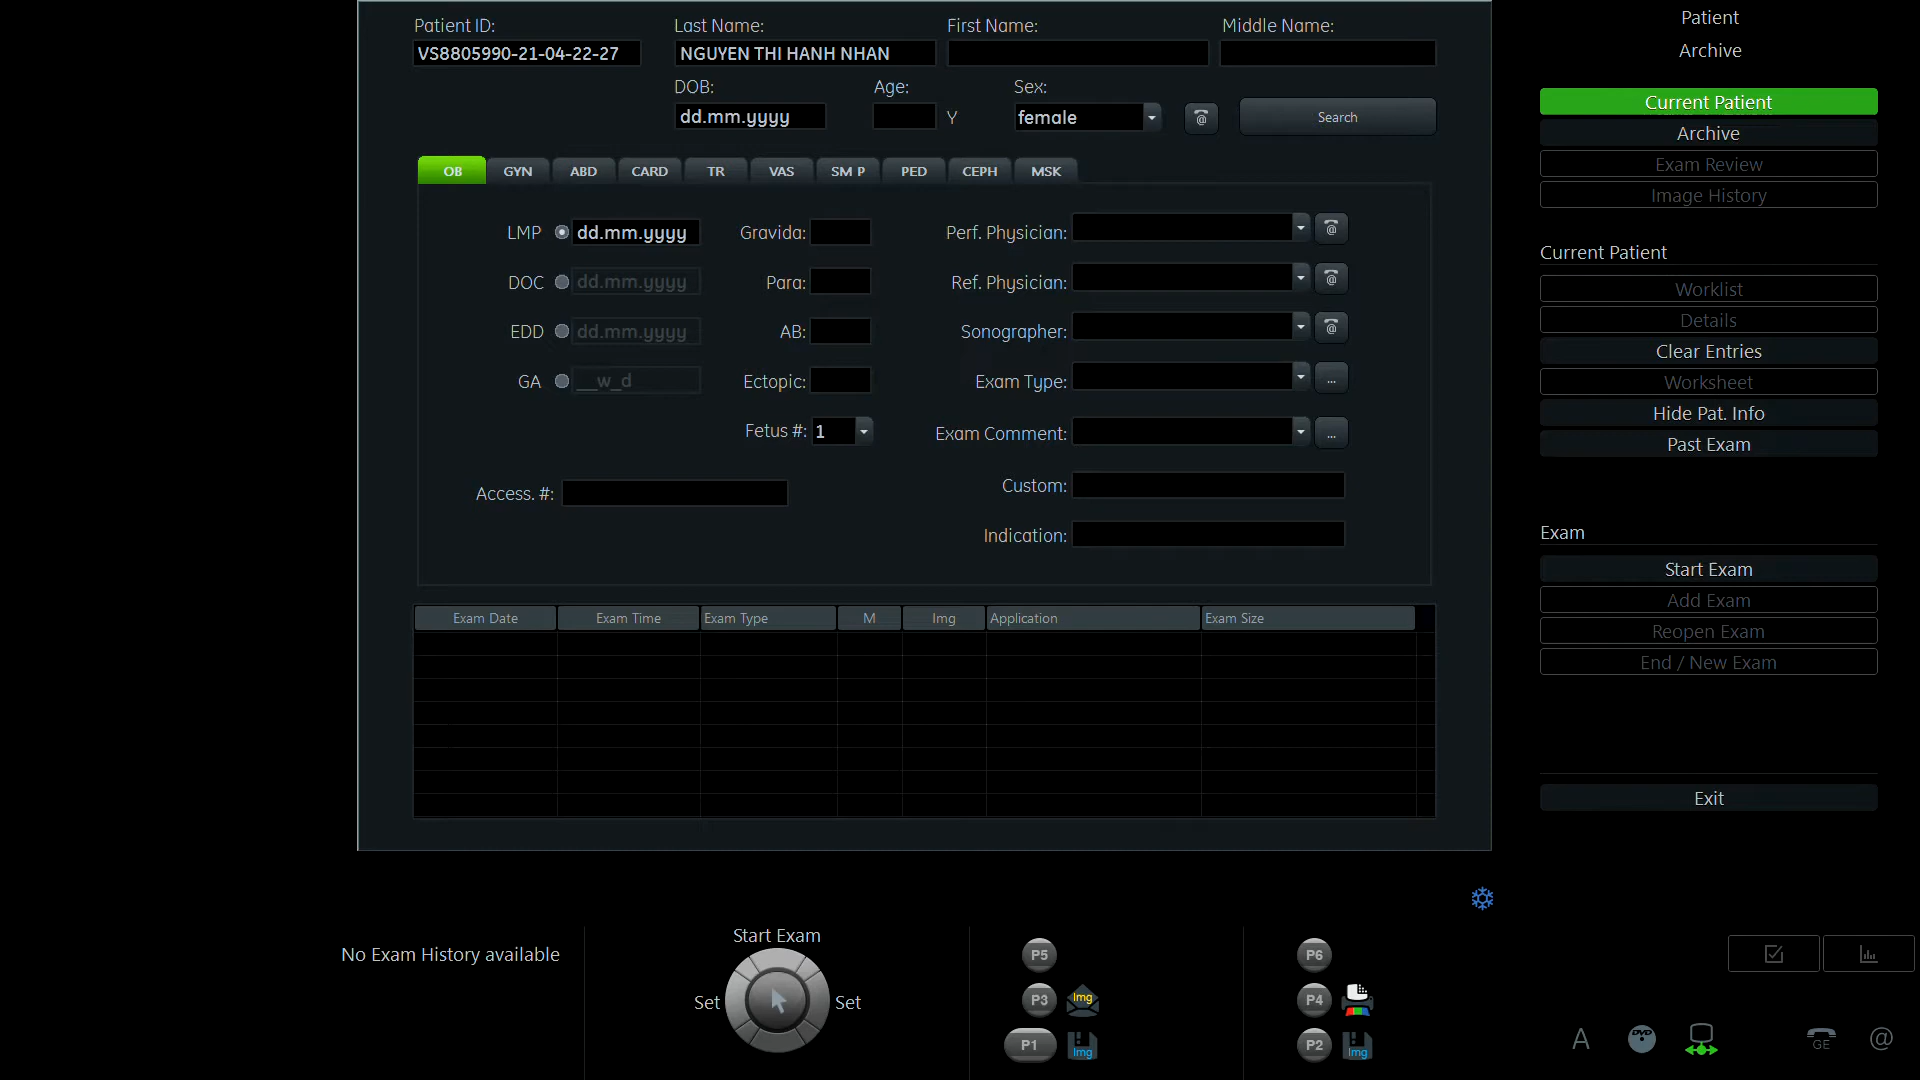 Patient ID: Last Name: First Name: Middle Name:
VS8805990-21-04-22-27 NGUYEN THI HANH NHAN
DOB: Age: Sex:
dd.mm.yyyy Y female @ Search
OB GYN ABD CARD TR VAS SM P PED CEPH MSK
LMP dd.mm.yyyy Gravida: Perf. Physician: @
DOC dd.mm.yyyy Para: Ref. Physician: @
EDD dd.mm.yyyy AB: Sonographer: @
GA __w_d Ectopic: Exam Type: ...
Fetus #: 1 Exam Comment: ...
Access. #: Custom:
Indication:
Exam Date Exam Time Exam Type M Img Application Exam Size
Patient
Archive
Current Patient
Archive
Exam Review
Image History
Current Patient
Worklist
Details
Clear Entries
Worksheet
Hide Pat. Info
Past Exam
Exam
Start Exam
Add Exam
Reopen Exam
End / New Exam
Exit
No Exam History available
Start Exam
Set Set
P5 P6
P3 Img P4
P1 Img P2 Img
A DVD GE @